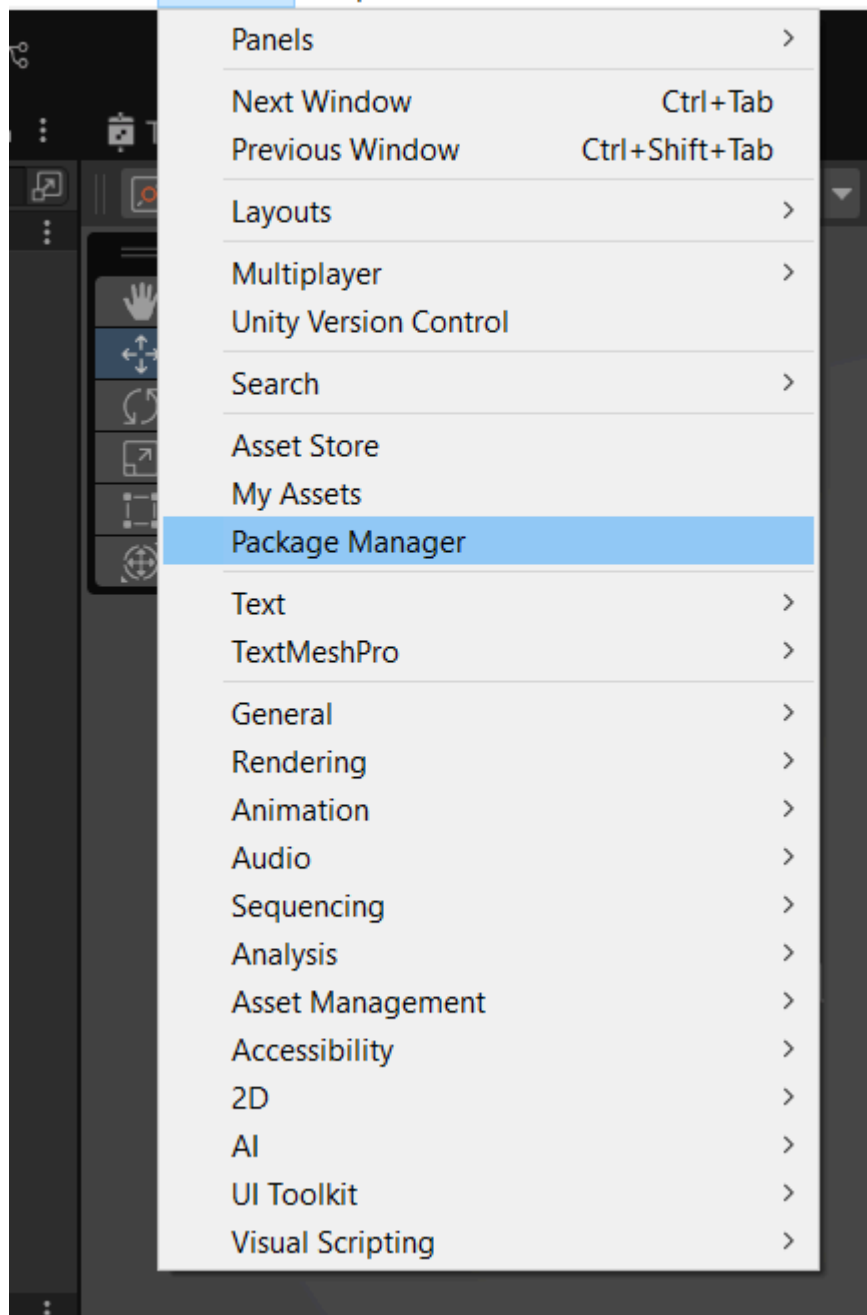 Panels
Next Window Ctrl+Tab
Previous Window Ctrl+Shift+Tab
Layouts
Multiplayer
Unity Version Control
Search
Asset Store
My Assets
Package Manager
Text
TextMeshPro
General
Rendering
Animation
Audio
Sequencing
Analysis
Asset Management
Accessibility
2D
AI
UI Toolkit
Visual Scripting